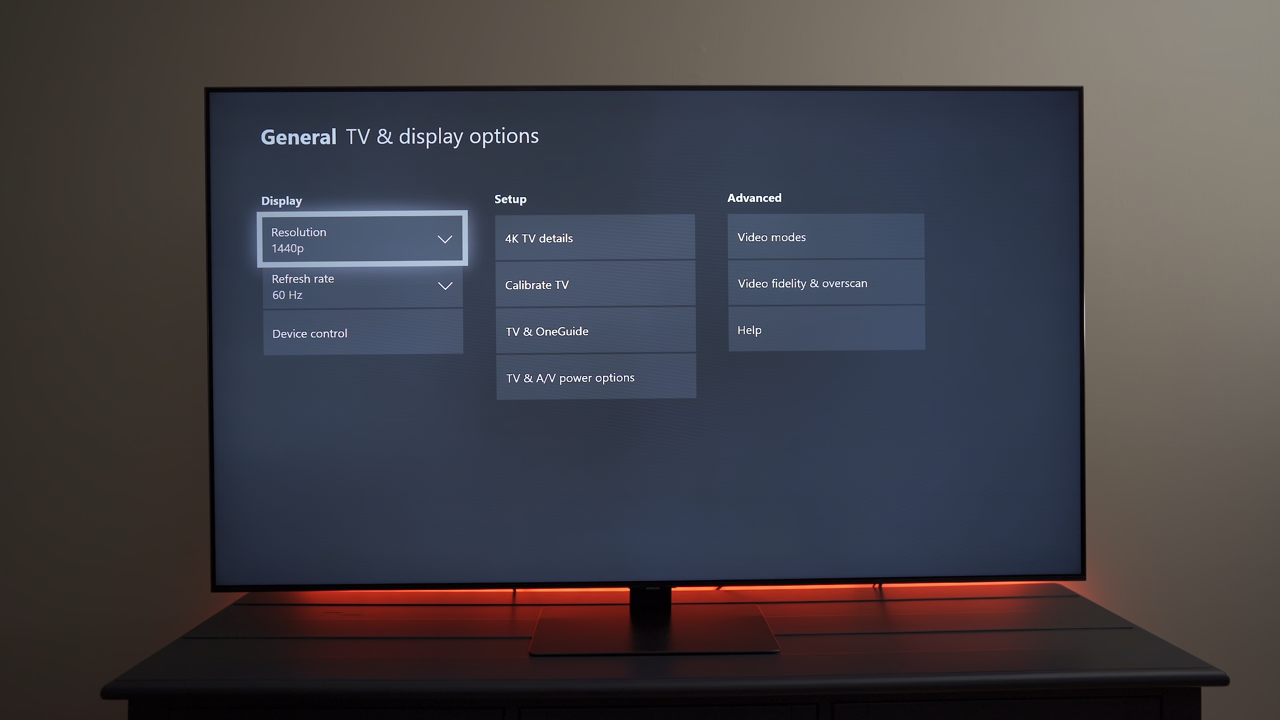 General TV & display options
Display
Resolution
1440p
Refresh rate
60 Hz
Device control
Setup
4K TV details
Calibrate TV
TV & OneGuide
TV & A/V power options
Advanced
Video modes
Video fidelity & overscan
Help